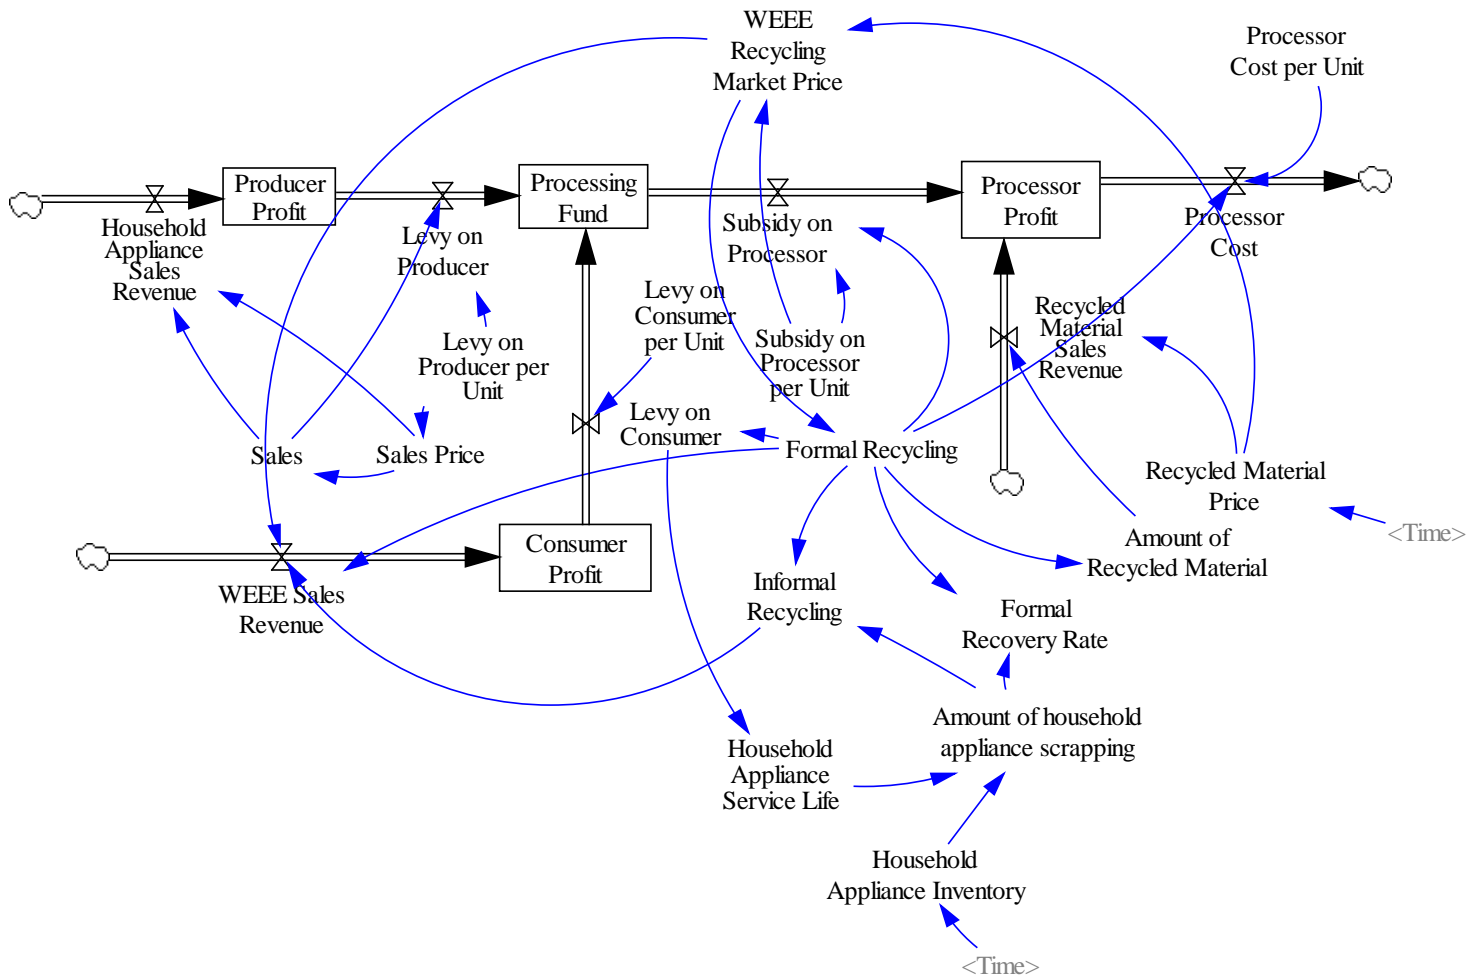 WEEE
Recycling
Market Price
Processor
Cost per Unit
Producer
Profit
Processing
Fund
Processor
Profit
Household
Appliance
Sales
Revenue
Levy on
Producer
Subsidy on
Processor
Processor
Cost
Levy on
Consumer
per Unit
Recycled
Material
Sales
Revenue
Levy on
Producer per
Unit
Subsidy on
Processor
per Unit
Levy on
Consumer
Sales
Sales Price
Formal Recycling
Recycled Material
Price
<Time>
Amount of
Recycled Material
Consumer
Profit
WEEE Sales
Revenue
Informal
Recycling
Formal
Recovery Rate
Amount of household
appliance scrapping
Household
Appliance
Service Life
Household
Appliance Inventory
<Time>